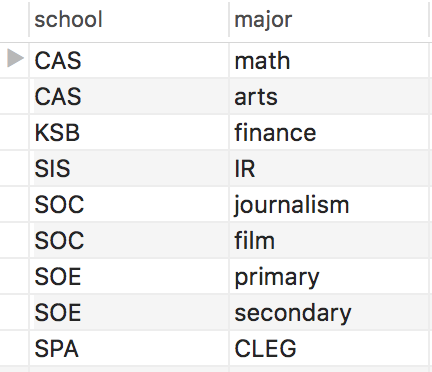 school major
CAS math
CAS arts
KSB finance
SIS IR
SOC journalism
SOC film
SOE primary
SOE secondary
SPA CLEG